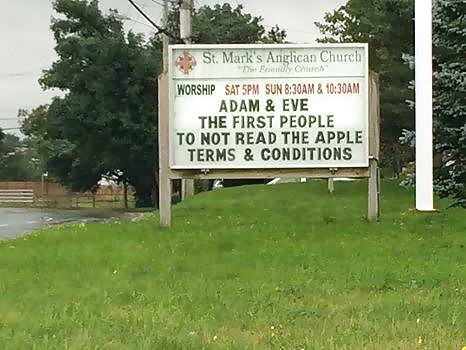 St. Mark's Anglican Church
"The Friendly Church"
WORSHIP SAT 5PM SUN 8:30AM & 10:30AM
ADAM & EVE
THE FIRST PEOPLE
TO NOT READ THE APPLE
TERMS & CONDITIONS